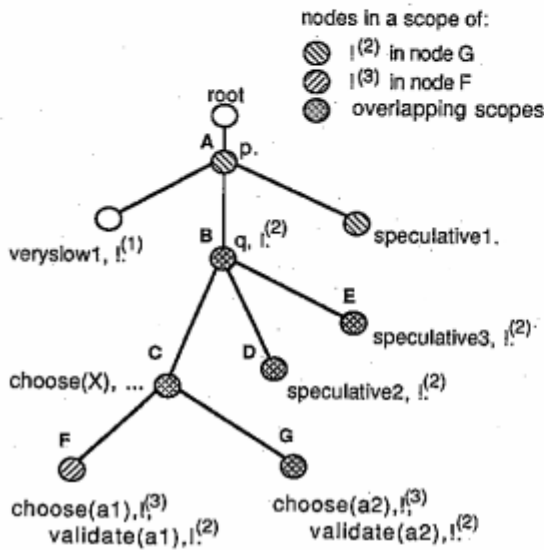 nodes in a scope of:
!(2) in node G
!(3) in node F
overlapping scopes
root
A p.
veryslow1, !.(1)
speculative1.
B q, !.(2)
E
speculative3, !.(2)
C
D
choose(X), ...
speculative2, !.(2)
F
G
choose(a1),!,(3)
validate(a1),!.(2)
choose(a2),!,(3)
validate(a2),!.(2)